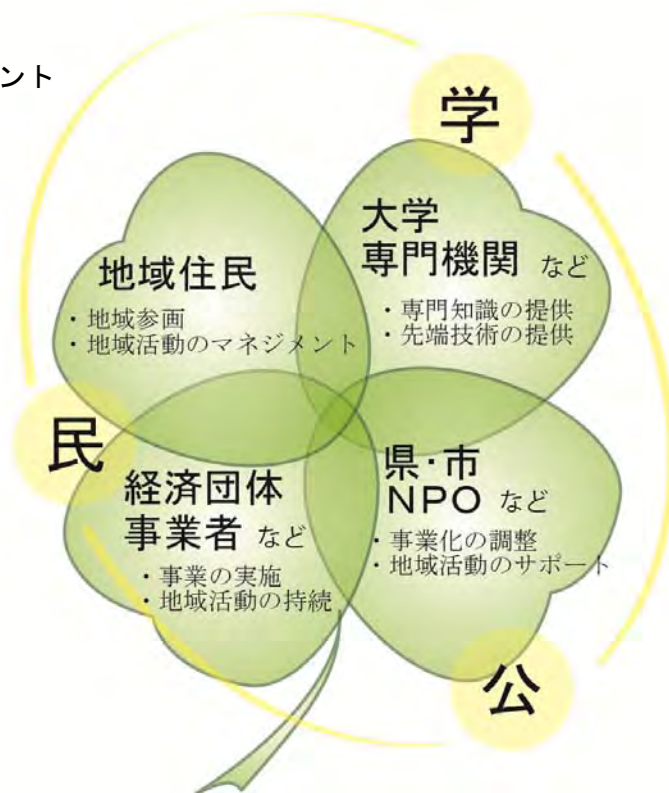 ント
学
大学
専門機関 など
・専門知識の提供
・先端技術の提供
地域住民
・地域参画
・地域活動のマネジメント
民
経済団体
事業者 など
・事業の実施
・地域活動の持続
県・市
NPO など
・事業化の調整
・地域活動のサポート
公